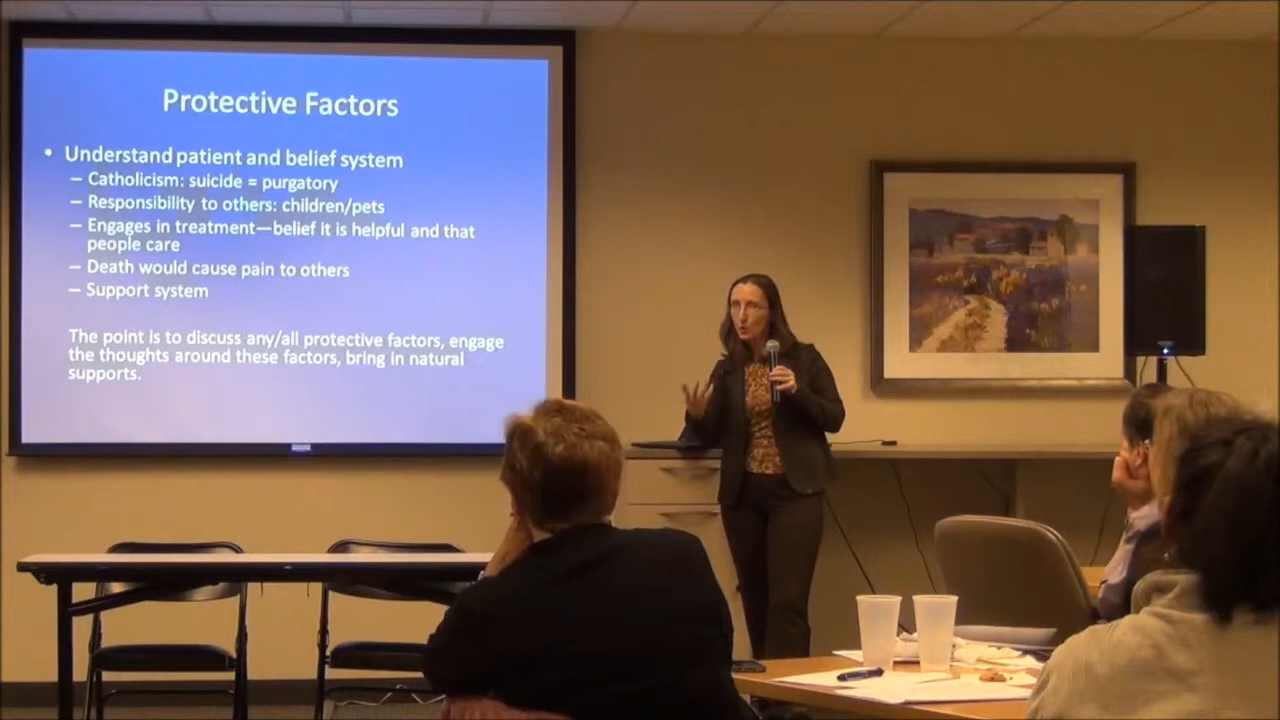 Protective Factors
• Understand patient and belief system
– Catholicism: suicide = purgatory
– Responsibility to others: children/pets
– Engages in treatment—belief it is helpful and that
people care
– Death would cause pain to others
– Support system
The point is to discuss any/all protective factors, engage
the thoughts around these factors, bring in natural
supports.